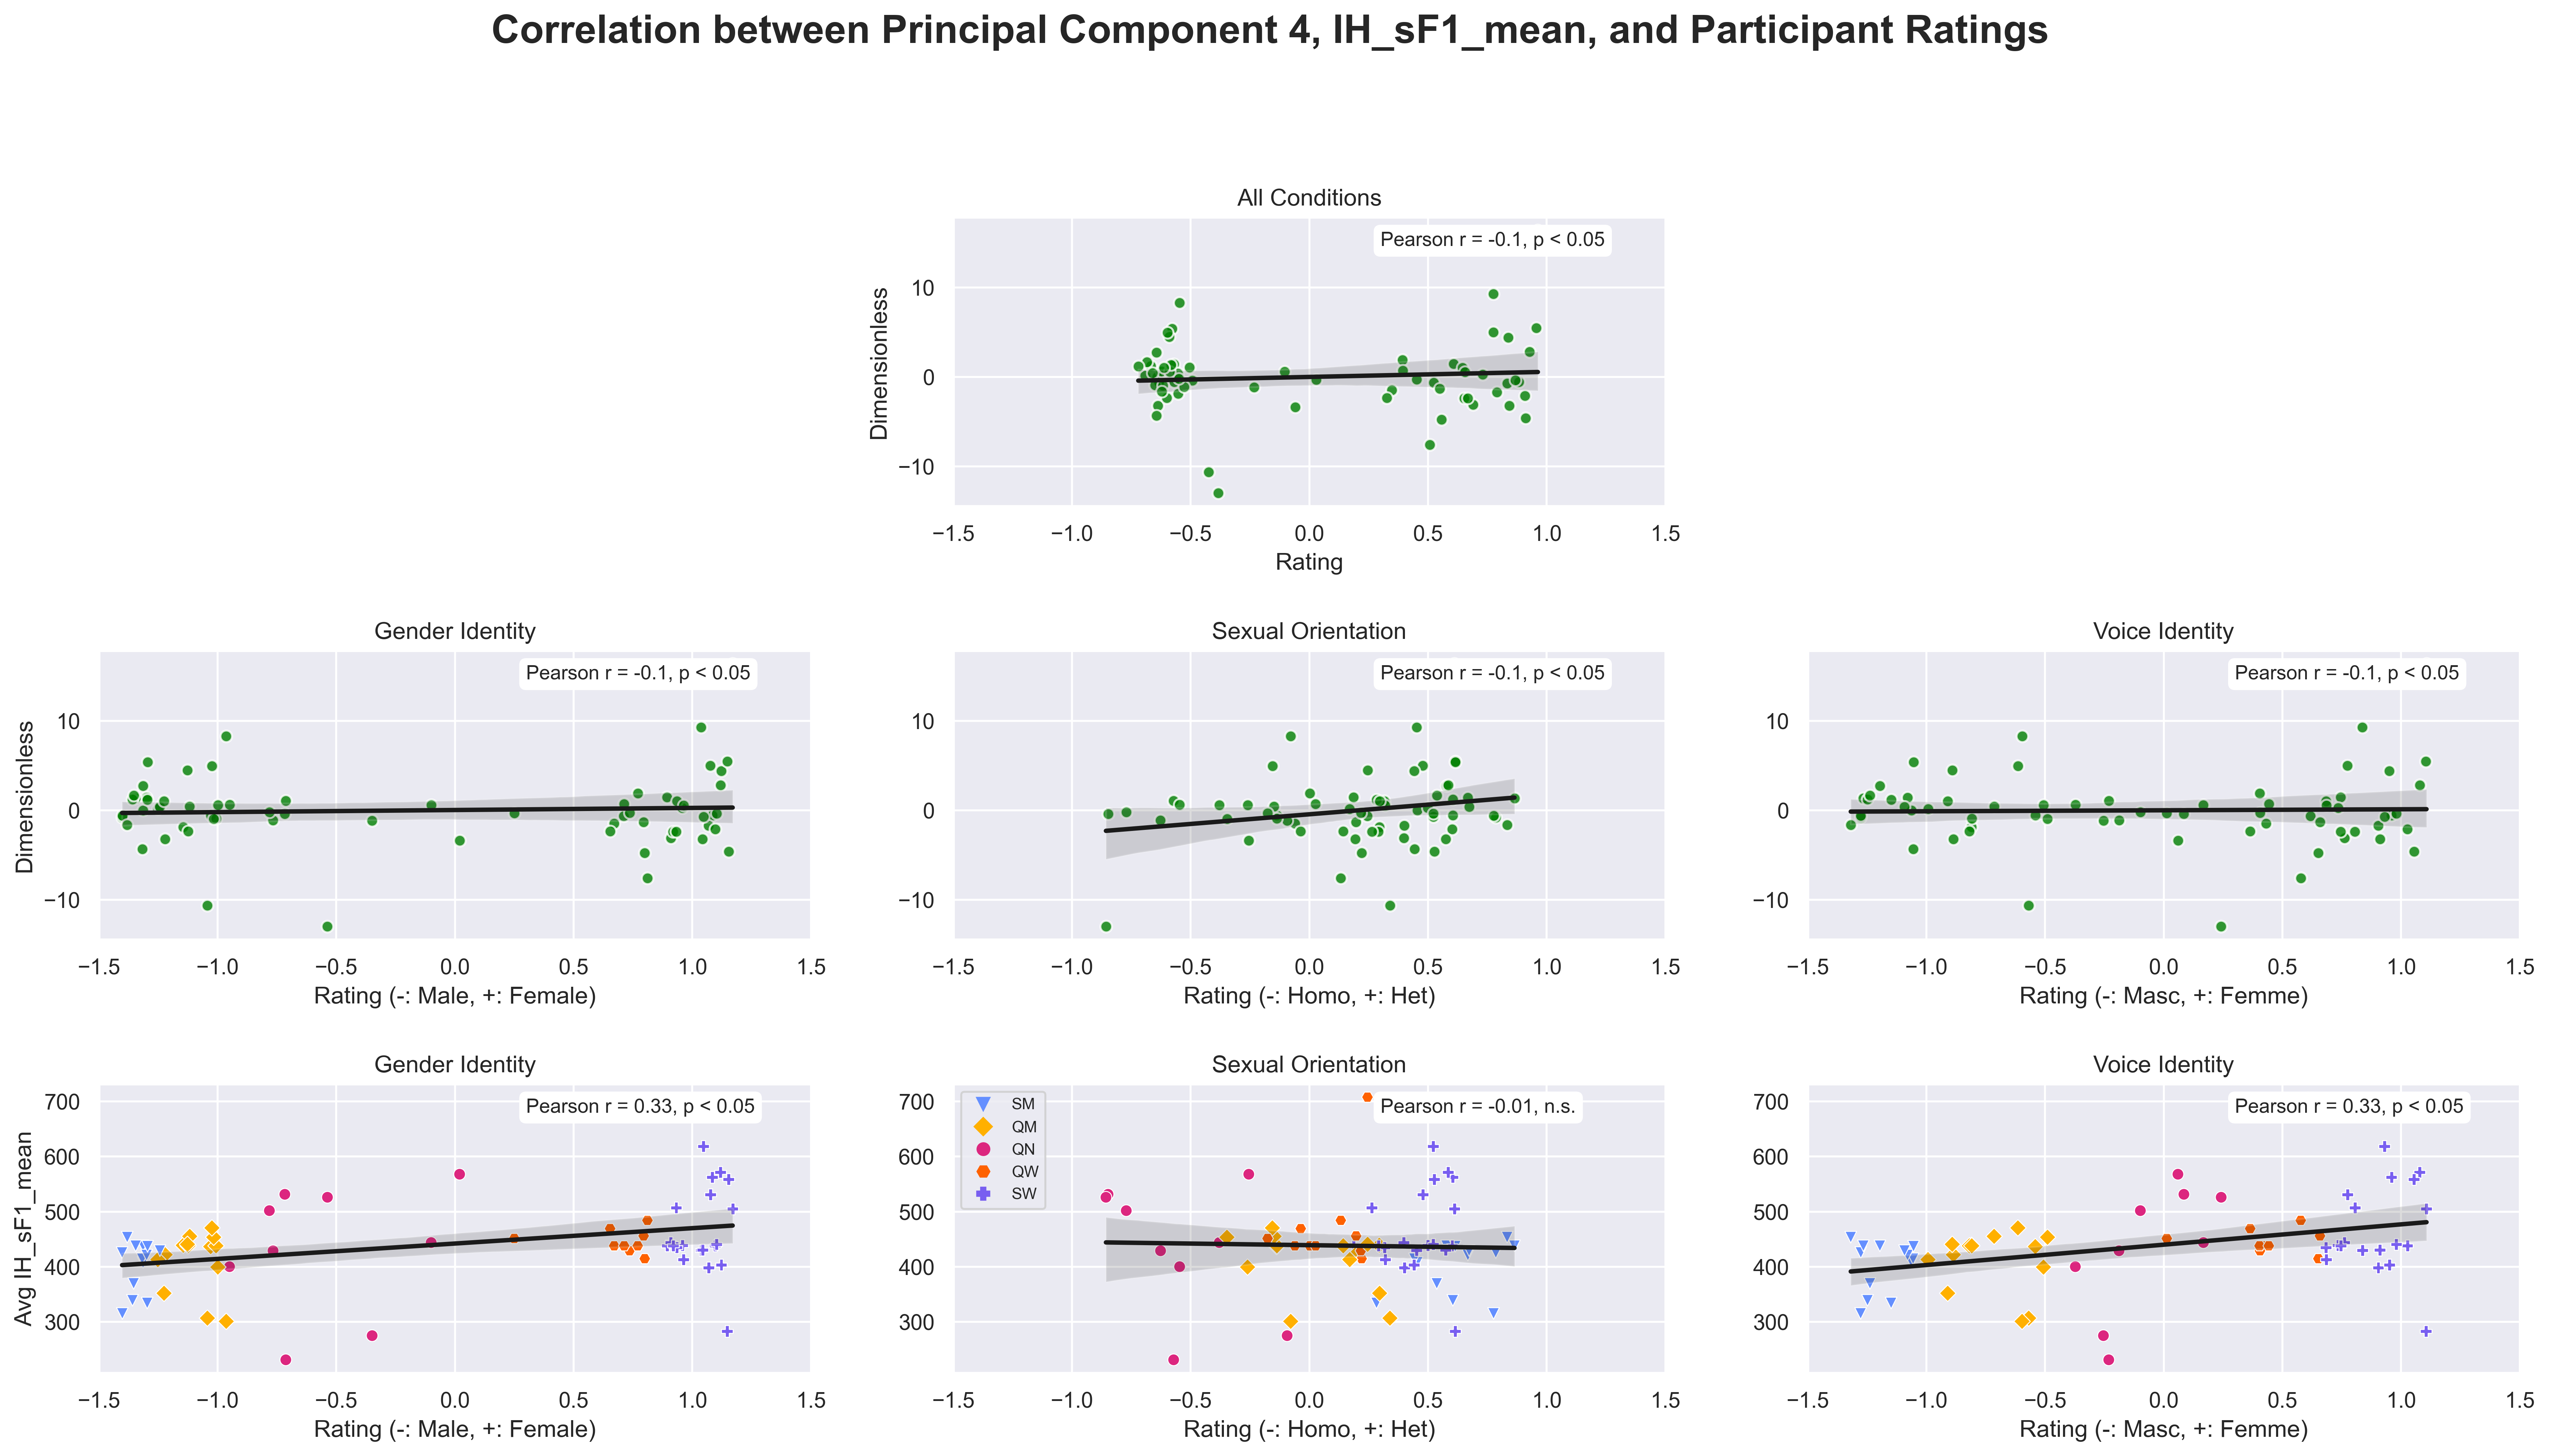 Correlation between Principal Component 4, IH_sF1_mean, and Participant Ratings
All Conditions
Pearson r = -0.1, p < 0.05
Dimensionless
10
0
−10
−1.5 −1.0 −0.5 0.0 0.5 1.0 1.5
Rating
Gender Identity
Pearson r = -0.1, p < 0.05
Dimensionless
10
0
−10
−1.5 −1.0 −0.5 0.0 0.5 1.0 1.5
Rating (-: Male, +: Female)
Sexual Orientation
Pearson r = -0.1, p < 0.05
10
0
−10
−1.5 −1.0 −0.5 0.0 0.5 1.0 1.5
Rating (-: Homo, +: Het)
Voice Identity
Pearson r = -0.1, p < 0.05
10
0
−10
−1.5 −1.0 −0.5 0.0 0.5 1.0 1.5
Rating (-: Masc, +: Femme)
Gender Identity
Pearson r = 0.33, p < 0.05
Avg IH_sF1_mean
700
600
500
400
300
−1.5 −1.0 −0.5 0.0 0.5 1.0 1.5
Rating (-: Male, +: Female)
Sexual Orientation
Pearson r = -0.01, n.s.
SM
QM
QN
QW
SW
700
600
500
400
300
−1.5 −1.0 −0.5 0.0 0.5 1.0 1.5
Rating (-: Homo, +: Het)
Voice Identity
Pearson r = 0.33, p < 0.05
700
600
500
400
300
−1.5 −1.0 −0.5 0.0 0.5 1.0 1.5
Rating (-: Masc, +: Femme)